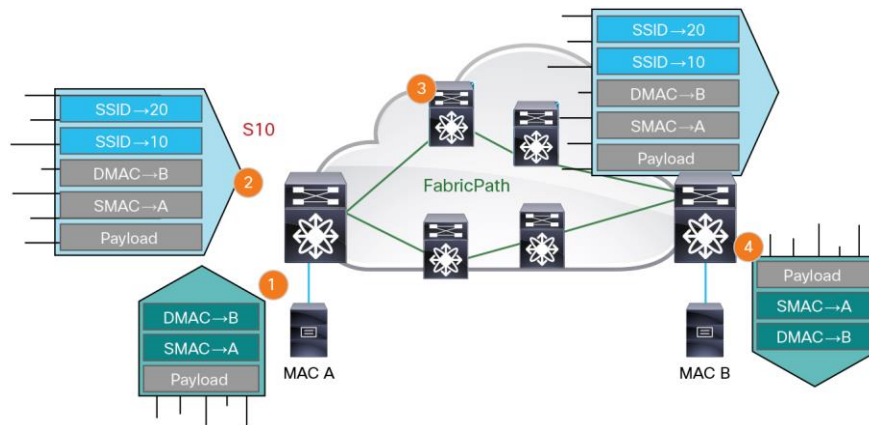 SSID→20
SSID→10
DMAC→B
SMAC→A
Payload
S10
2
1
DMAC→B
SMAC→A
Payload
MAC A
3
FabricPath
SSID→20
SSID→10
DMAC→B
SMAC→A
Payload
4
MAC B
Payload
SMAC→A
DMAC→B